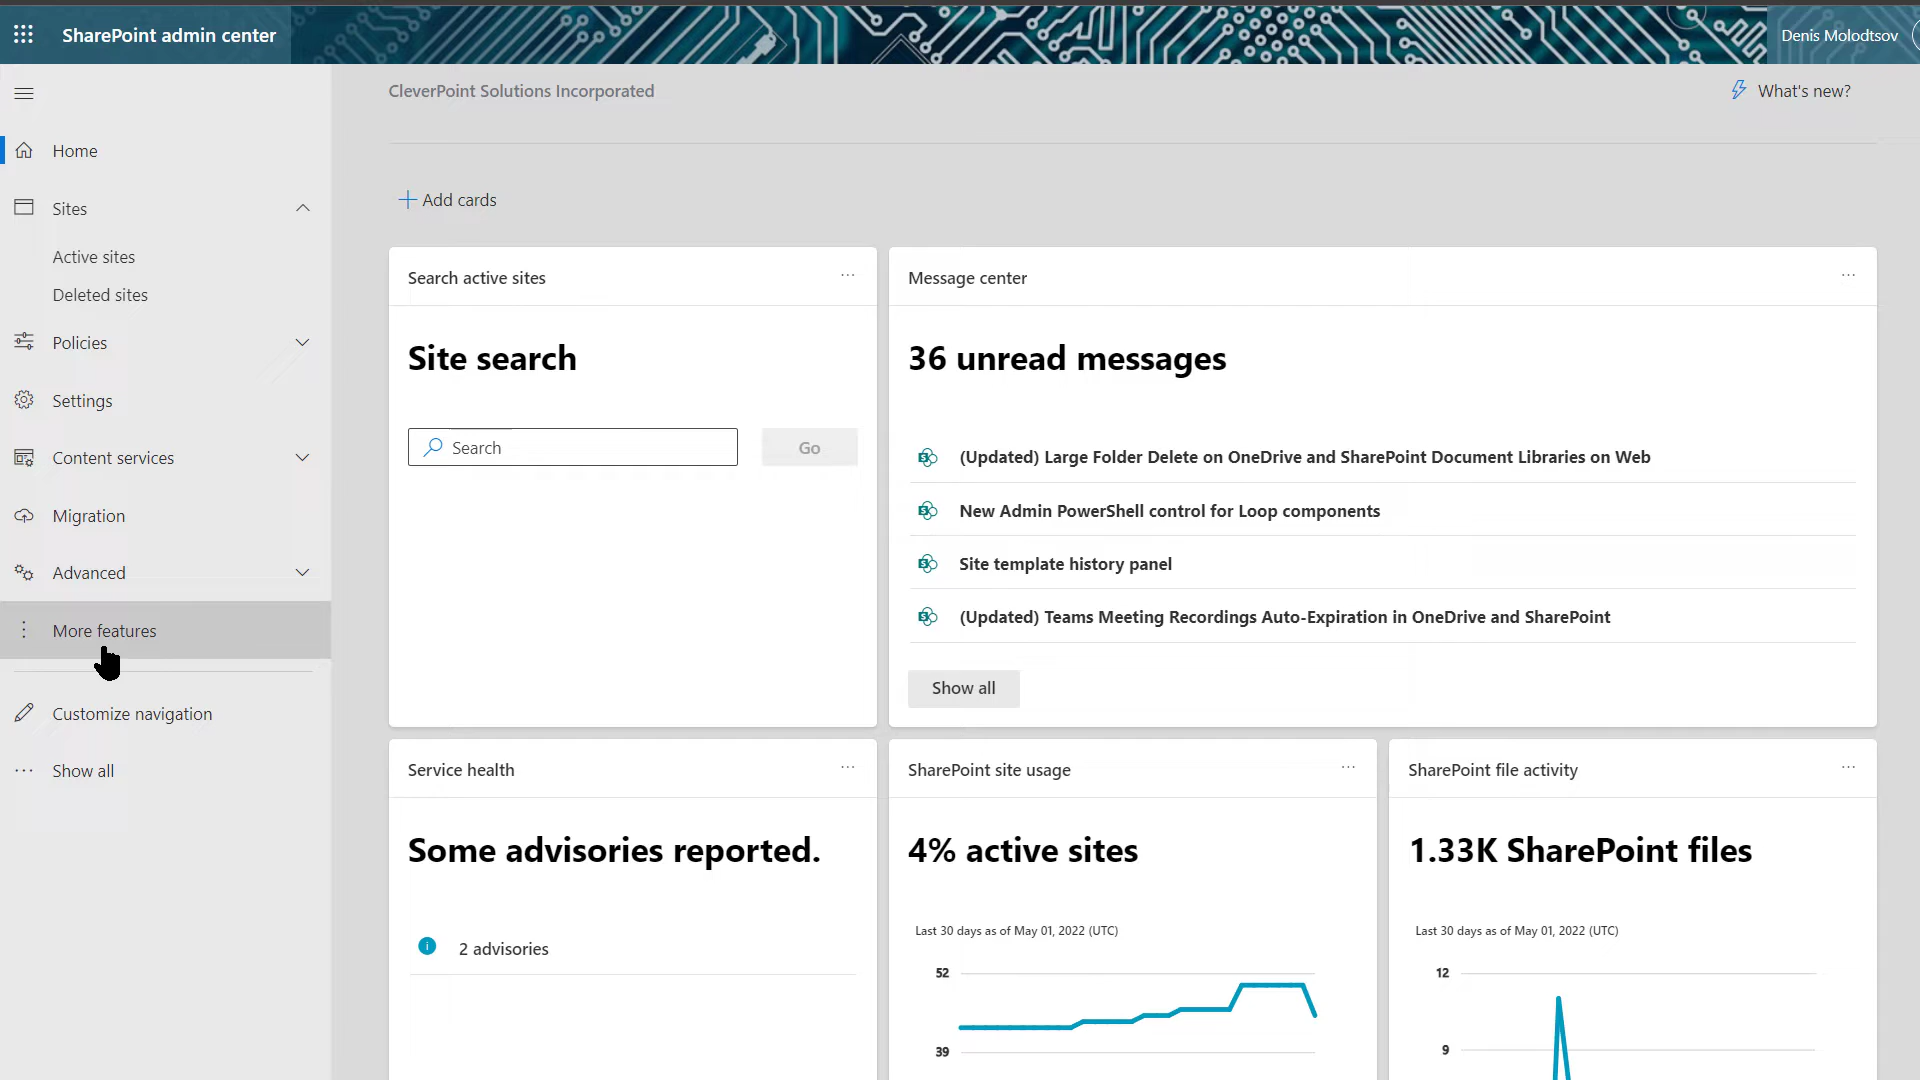 SharePoint admin center
Denis Molodtsov
CleverPoint Solutions Incorporated
What's new?
Home
Sites
Active sites
Deleted sites
Policies
Settings
Content services
Migration
Advanced
More features
Customize navigation
Show all
Add cards
Search active sites
Site search
Search
Go
Message center
36 unread messages
(Updated) Large Folder Delete on OneDrive and SharePoint Document Libraries on Web
New Admin PowerShell control for Loop components
Site template history panel
(Updated) Teams Meeting Recordings Auto-Expiration in OneDrive and SharePoint
Show all
Service health
Some advisories reported.
2 advisories
SharePoint site usage
4% active sites
Last 30 days as of May 01, 2022 (UTC)
52
39
SharePoint file activity
1.33K SharePoint files
Last 30 days as of May 01, 2022 (UTC)
12
9